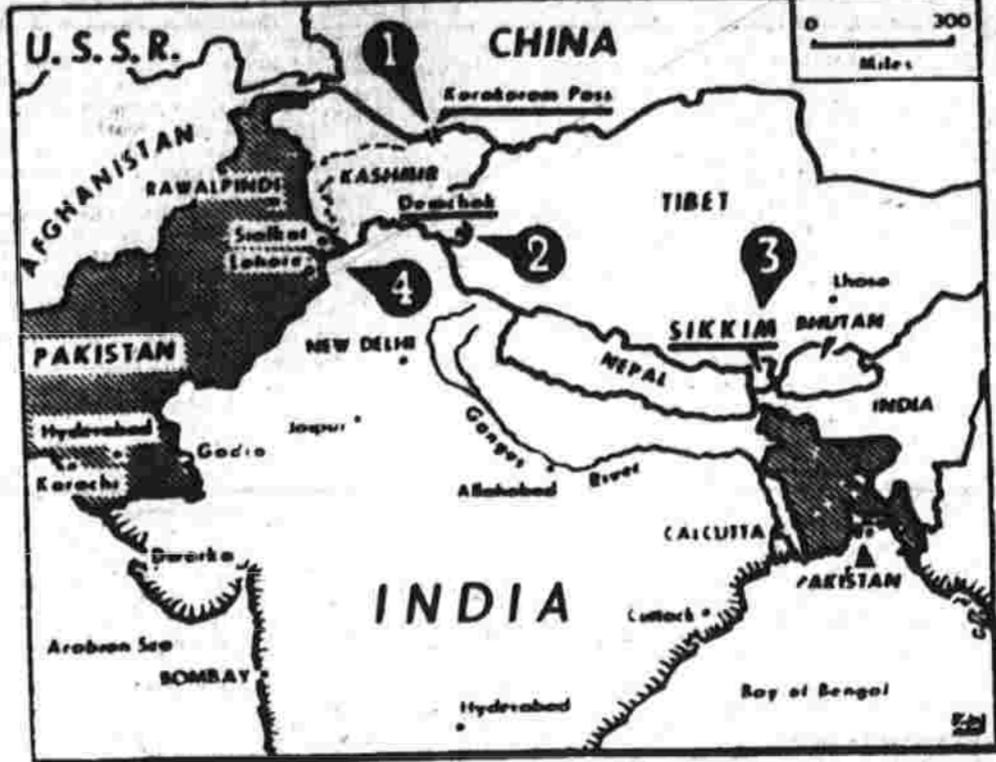 U.S.S.R.
1
CHINA
0 300
Miles
Karakoram Pass
AFGHANISTAN
RAWALPINDI
KASHMIR
Demchok
TIBET
Sialkot
Lahore
2
3
4
Lhasa
SIKKIM
BHUTAN
NEW DELHI
NEPAL
PAKISTAN
INDIA
Hyderabad
Jaipur
Gadra
Ganges River
Karachi
Allahabad
CALCUTTA
Dwarka
PAKISTAN
INDIA
Cuttack
Arabian Sea
BOMBAY
Bay of Bengal
Hyderabad